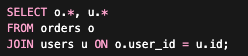 SELECT o.*, u.*
FROM orders o
JOIN users u ON o.user_id = u.id;